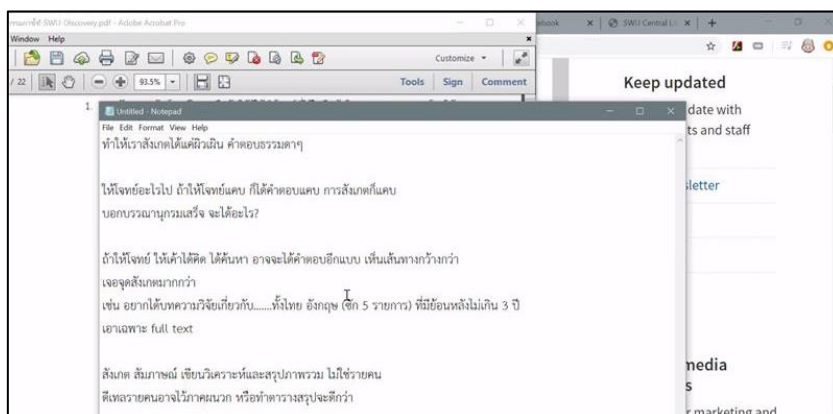 การใช้-SWU-Discovery.pdf - Adobe Acrobat Pro
ebook
SWU Central Li
Window Help
Customize
/ 22
93.5%
Tools Sign Comment
1.
Untitled - Notepad
File Edit Format View Help
ทำให้เราสังเกตได้แค่ผิวเผิน คำตอบธรรมดาๆ
ให้โจทย์อะไรไป ถ้าให้โจทย์แคบ ก็ได้คำตอบแคบ การสังเกตก็แคบ
บอกบรรณานุกรมเสร็จ จะได้อะไร?
ถ้าให้โจทย์ ให้เค้าได้คิด ได้ค้นหา อาจจะได้คำตอบอีกแบบ เห็นเส้นทางกว้างกว่า
เจอจุดสังเกตมากกว่า
เช่น อยากได้บทความวิจัยเกี่ยวกับ.......ทั้งไทย อังกฤษ (ซัก 5 รายการ) ที่มีย้อนหลังไม่เกิน 3 ปี
เอาเฉพาะ full text
สังเกต สัมภาษณ์ เขียนวิเคราะห์และสรุปภาพรวม ไม่ใช่รายคน
ดีเทลรายคนอาจไว้ภาคผนวก หรือทำตารางสรุปจะดีกว่า
Keep updated
date with
ts and staff
sletter
media
s
r marketing and